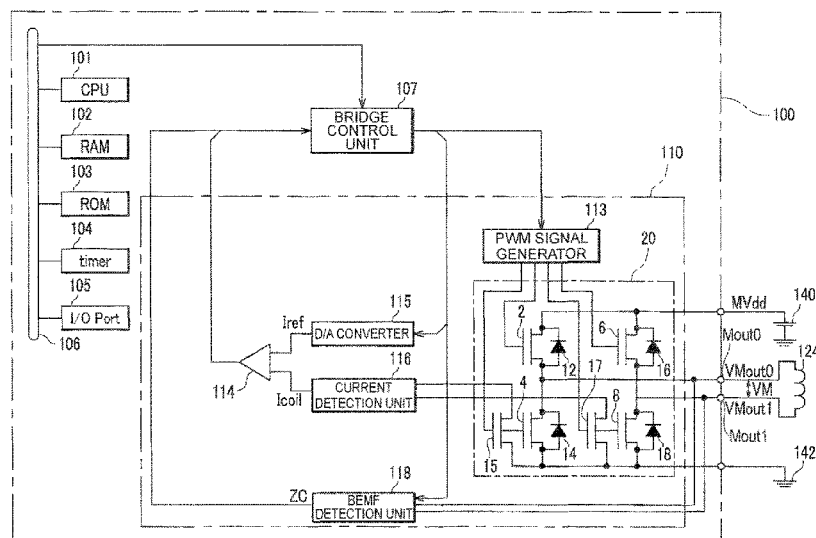 101
CPU
102
RAM
103
ROM
104
timer
105
I/O Port
106
107
BRIDGE
CONTROL
UNIT
100
110
113
PWM SIGNAL
GENERATOR
20
115
Iref
D/A CONVERTER
114
116
Icoil
CURRENT
DETECTION UNIT
2
12
6
6
4
14
15
17
8
18
118
ZC
BEMF
DETECTION UNIT
MVdd
140
Mout0
124
VMout0
VM
VMout1
Mout1
142